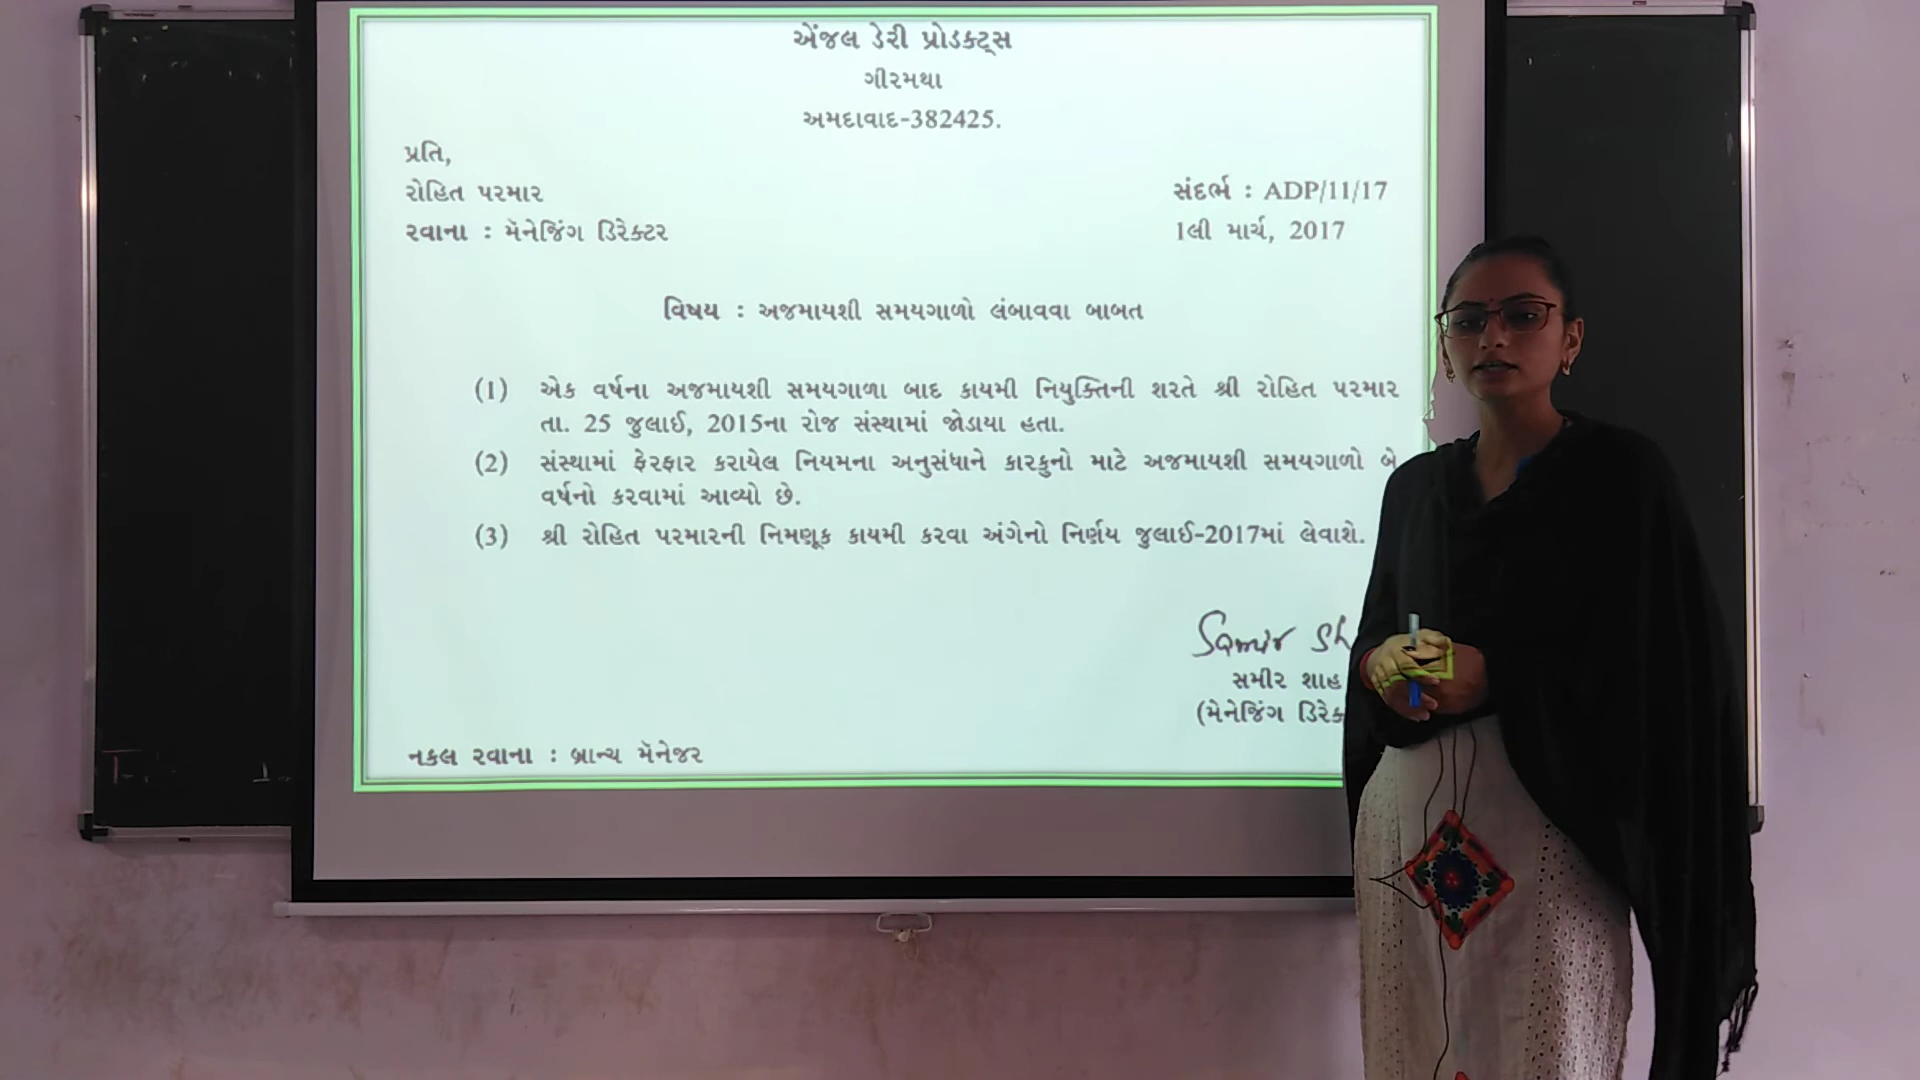 એંજલ ડેરી પ્રોડક્ટ્સ
ગીરમથા
અમદાવાદ-382425.
પ્રતિ,
રોહિત પરમાર
સંદર્ભ : ADP/11/17
રવાના : મૅનેજિંગ ડિરેક્ટર
1લી માર્ચ, 2017
વિષય : અજમાયશી સમયગાળો લંબાવવા બાબત
(1) એક વર્ષના અજમાયશી સમયગાળા બાદ કાયમી નિયુક્તિની શરતે શ્રી રોહિત પરમાર
તા. 25 જુલાઈ, 2015ના રોજ સંસ્થામાં જોડાયા હતા.
(2) સંસ્થામાં ફેરફાર કરાયેલ નિયમના અનુસંધાને કારકુનો માટે અજમાયશી સમયગાળો બે
વર્ષનો કરવામાં આવ્યો છે.
(3) શ્રી રોહિત પરમારની નિમણૂક કાયમી કરવા અંગેનો નિર્ણય જુલાઈ-2017માં લેવાશે.
Samir Sh
સમીર શાહ
(મેનેજિંગ ડિરેક
નકલ રવાના : બ્રાન્ચ મૅનેજર